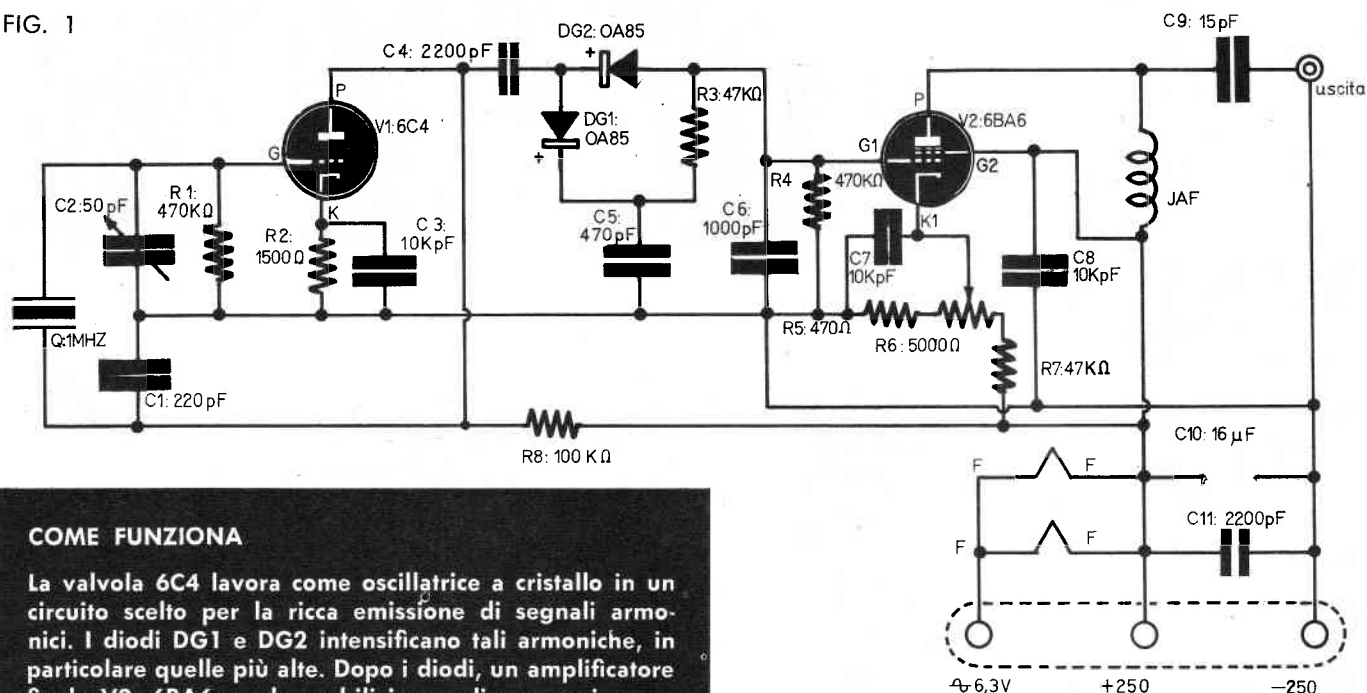 FIG. 1
C4: 2200pF
DG2: OA85
+
C9: 15pF
uscita
P
V1:6C4
G
K
DG1:
OA85
+
R3:47KΩ
P
V2:6BA6
G1
G2
K1
JAF
C2:50pF
R1:
470KΩ
R2:
1500Ω
C3:
10KpF
C5:
470pF
C6:
1000pF
R4
470KΩ
C7
10KpF
C8
10KpF
Q:1MHZ
C1: 220pF
R5: 470Ω
R6: 5000Ω
R7:47KΩ
R8: 100 KΩ
C10: 16 µF
F
F
C11: 2200pF
F
F
6,3V
+250
–250
COME FUNZIONA
La valvola 6C4 lavora come oscillatrice a cristallo in un
circuito scelto per la ricca emissione di segnali armo-
nici. I diodi DG1 e DG2 intensificano tali armoniche, in
particolare quelle più alte. Dopo i diodi, un amplificatore